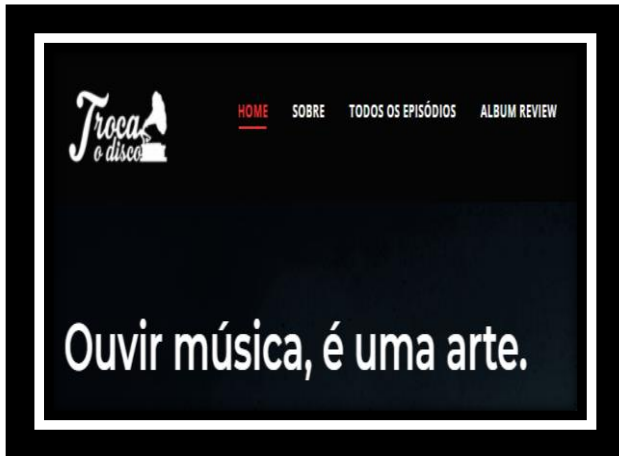 Troca
o disco
HOME SOBRE TODOS OS EPISÓDIOS ALBUM REVIEW
Ouvir música, é uma arte.